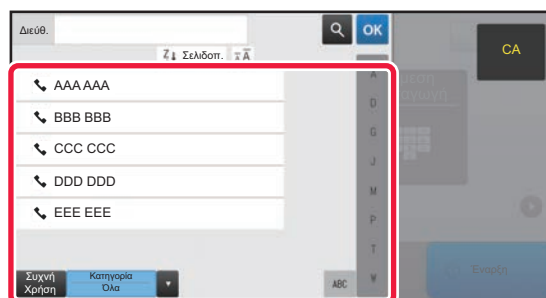 Διεύθ.
OK
CA
Z Σελιδοπ. A
AAA AAA
BBB BBB
CCC CCC
DDD DDD
EEE EEE
A
D
G
J
M
P
T
¥
Συχνή Χρήση
Κατηγορία
Όλα
ABC
Έναρξη